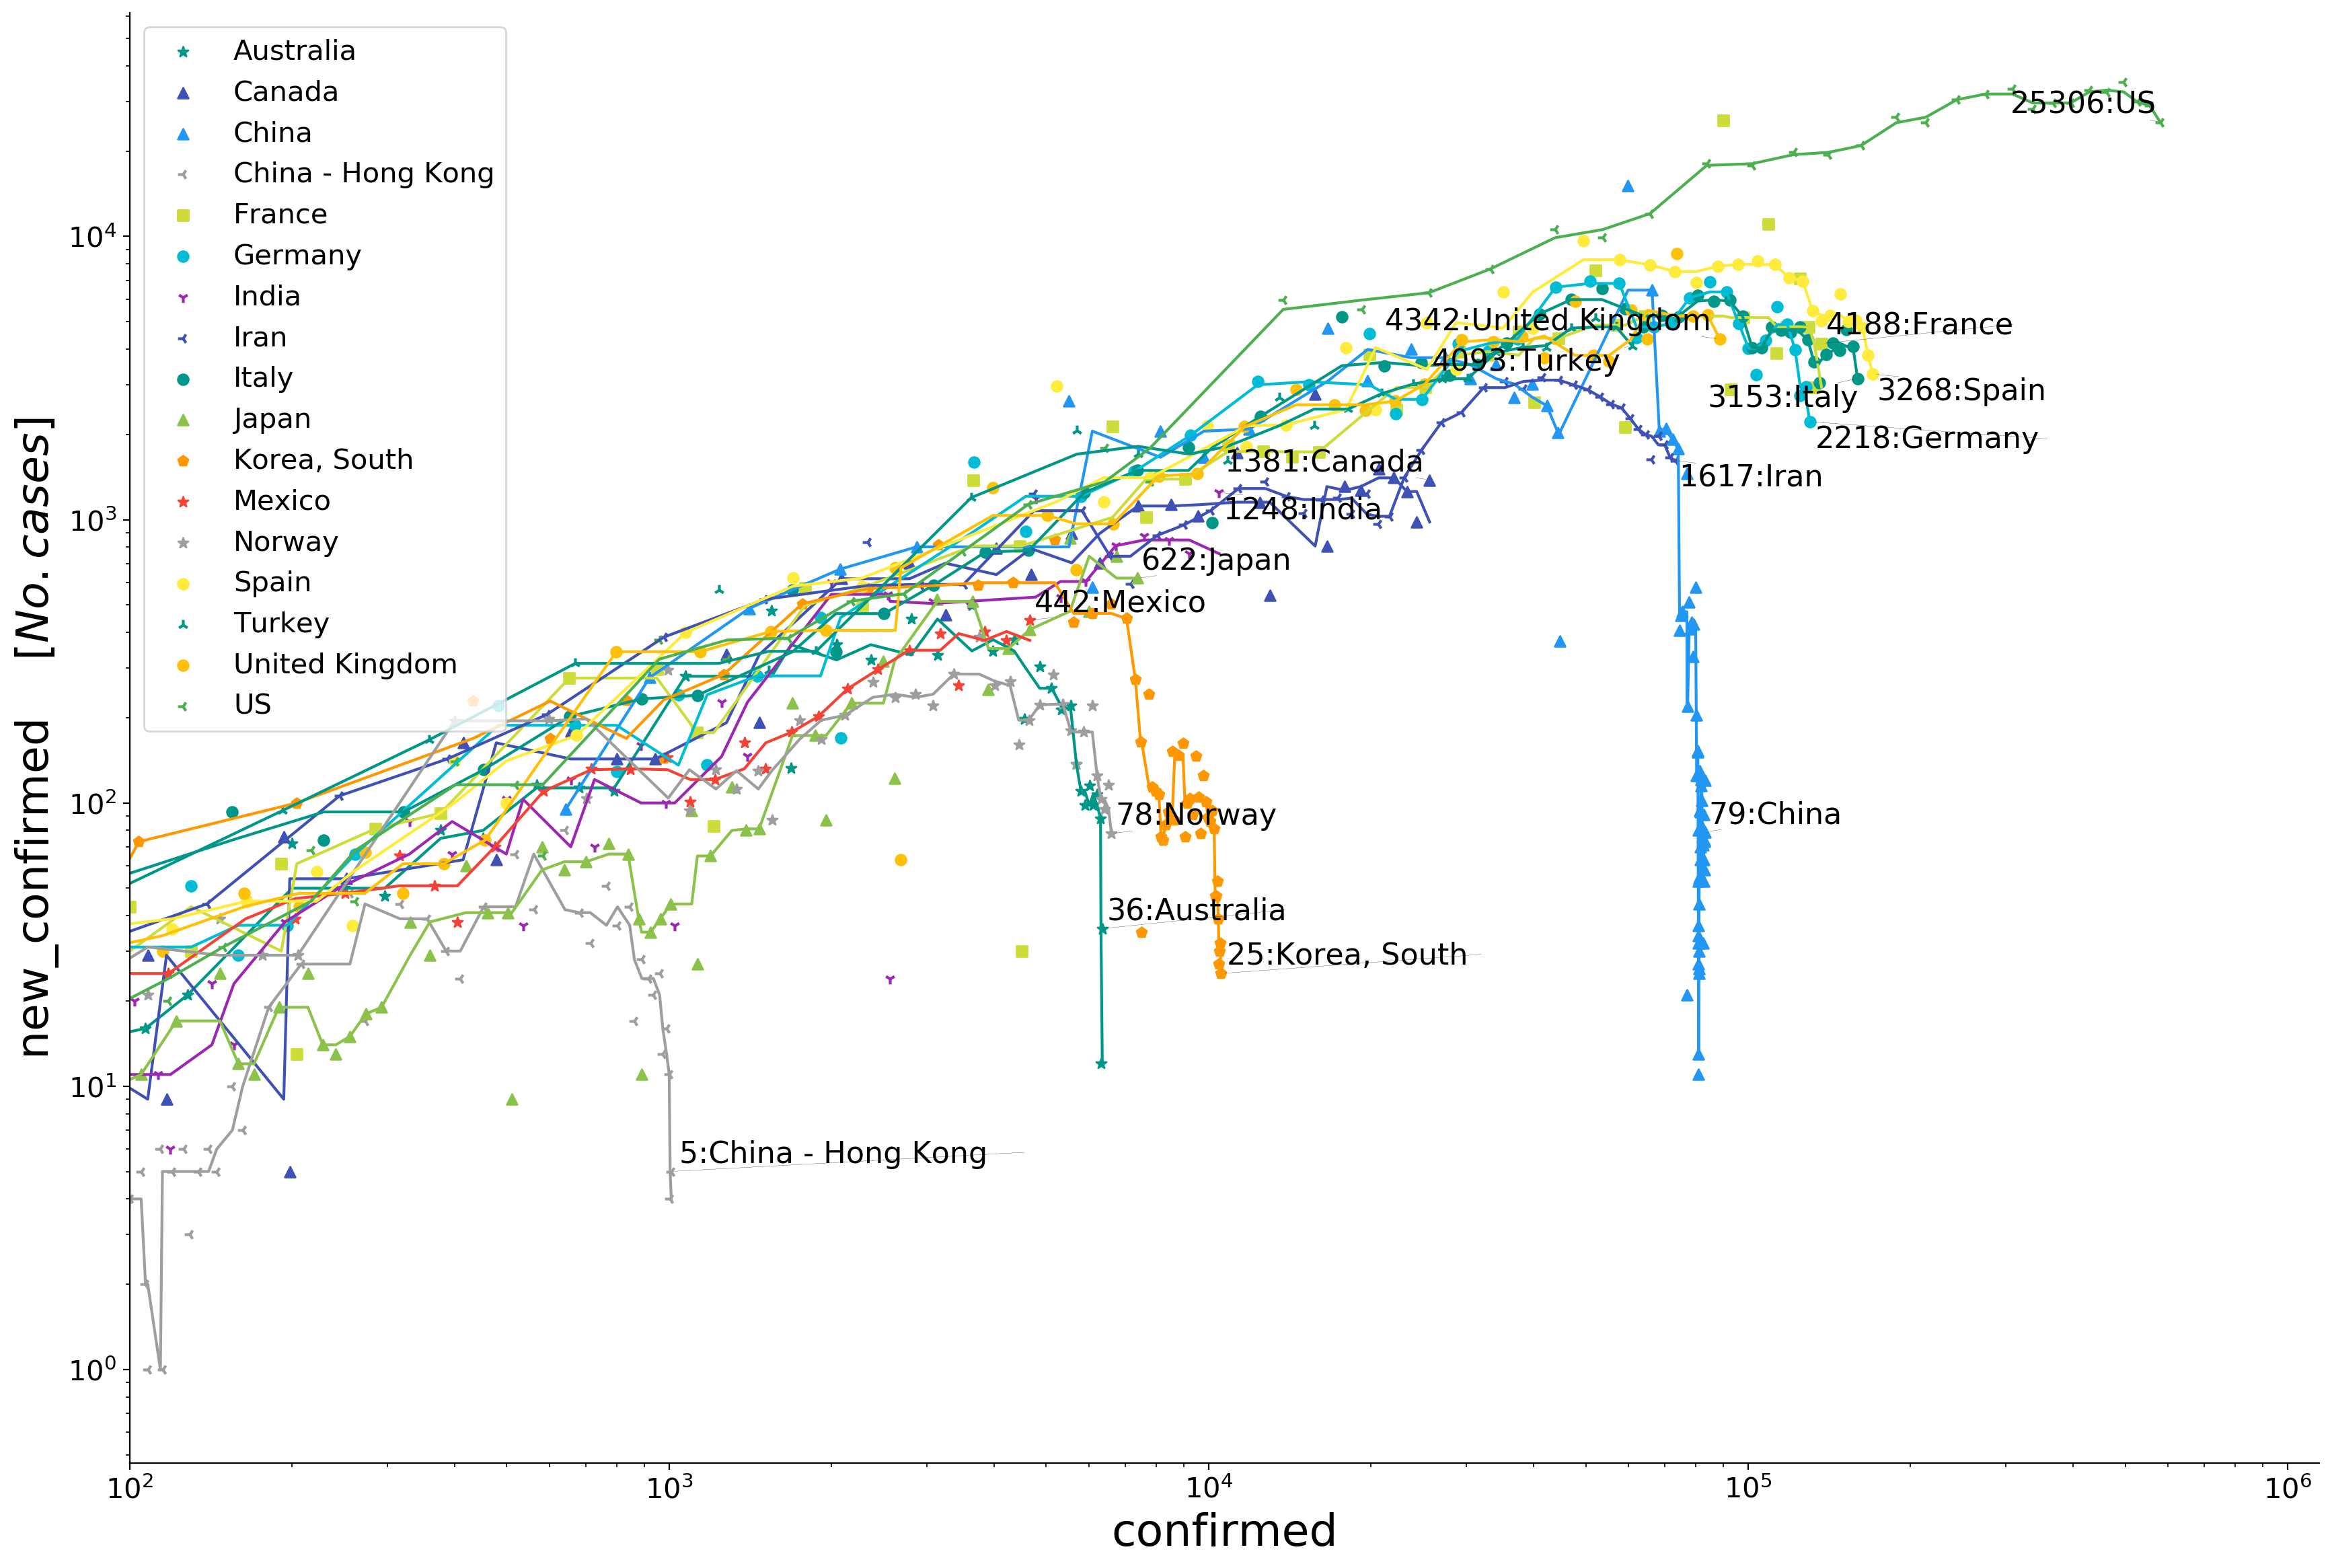 Australia
Canada
China
China - Hong Kong
France
Germany
India
Iran
Italy
Japan
Korea, South
Mexico
Norway
Spain
Turkey
United Kingdom
US
25306:US
4342:United Kingdom
4188:France
4093:Turkey
3153:Italy
3268:Spain
2218:Germany
1381:Canada
1617:Iran
1248:India
622:Japan
442:Mexico
78:Norway
79:China
36:Australia
25:Korea, South
5:China - Hong Kong
new_confirmed [No.cases]
10⁴
10³
10²
10¹
10⁰
10² 10³ 10⁴ 10⁵ 10⁶
confirmed